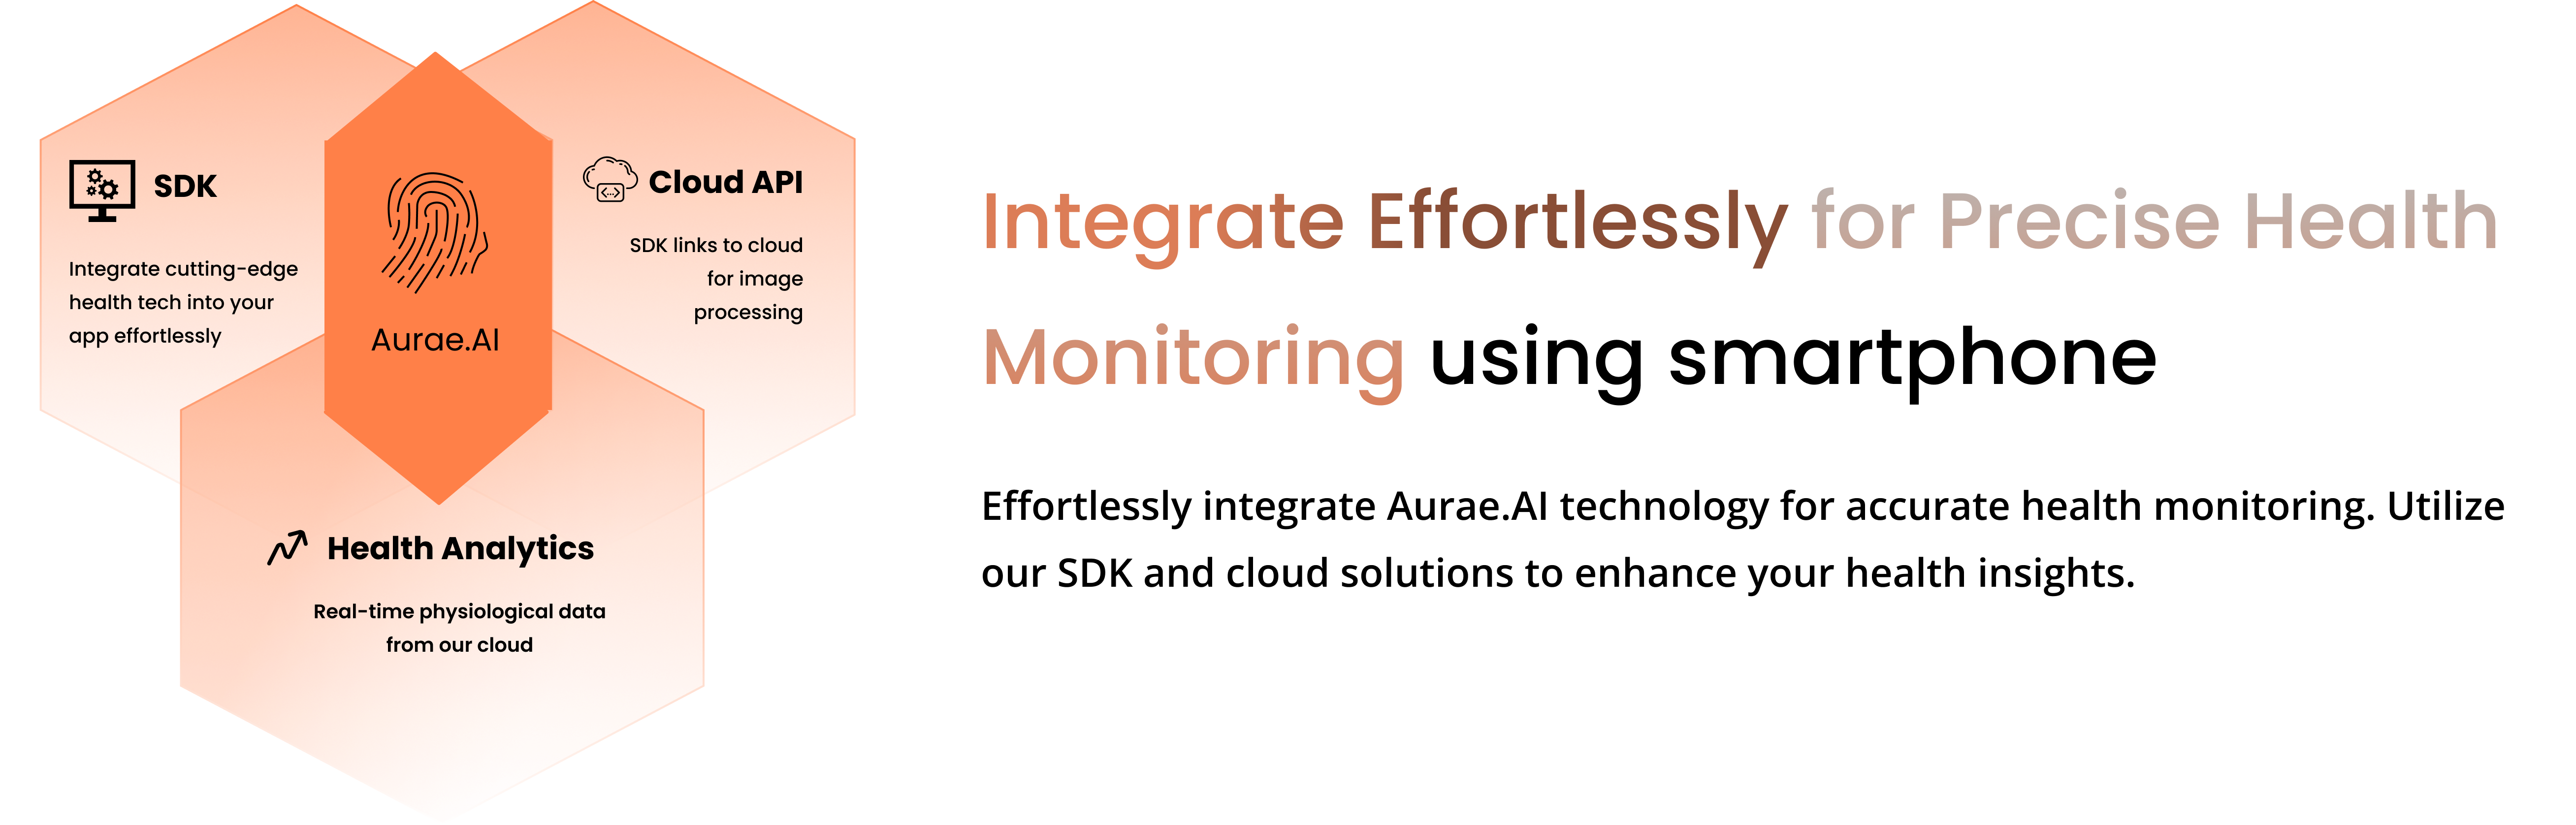 SDK
Integrate cutting-edge
health tech into your
app effortlessly
Aurae.AI
Cloud API
SDK links to cloud
for image
processing
Health Analytics
Real-time physiological data
from our cloud
Integrate Effortlessly for Precise Health
Monitoring using smartphone
Effortlessly integrate Aurae.AI technology for accurate health monitoring. Utilize
our SDK and cloud solutions to enhance your health insights.